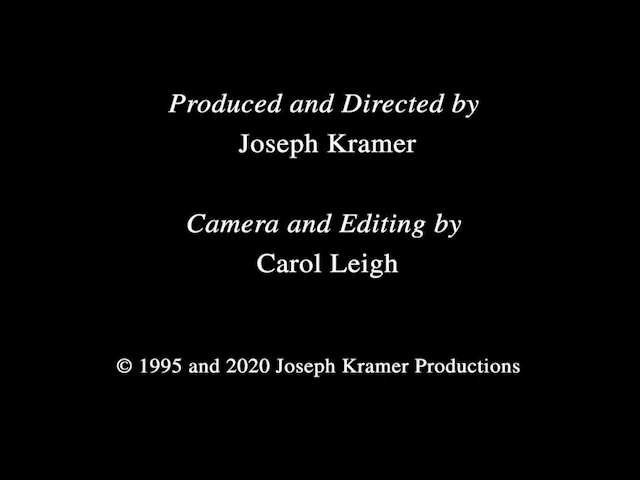 Produced and Directed by
Joseph Kramer
Camera and Editing by
Carol Leigh
© 1995 and 2020 Joseph Kramer Productions